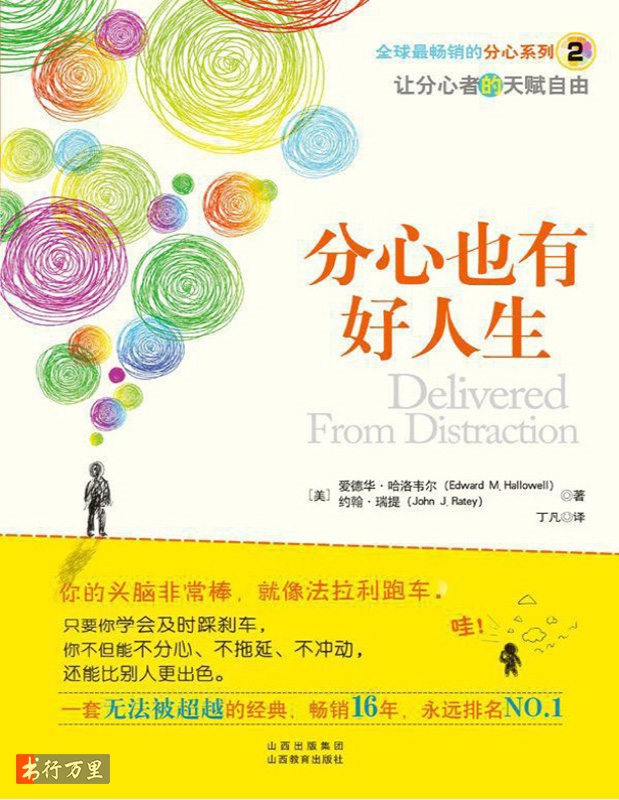 全球最畅销的分心系列2
让分心者的天赋自由
分心也有
好人生
Delivered
From Distraction
[美] 爱德华·哈洛韦尔（Edward M. Hallowell）
约翰·瑞提（John J. Ratey） ◎著
丁凡◎译
你的头脑非常棒，就像法拉利跑车。
只要你学会及时踩刹车，
哇!
你不但能不分心、不拖延、不冲动，
还能比别人更出色。
一套无法被超越的经典；畅销16年，永远排名NO.1
山西出版集团
山西教育出版社
书行万里